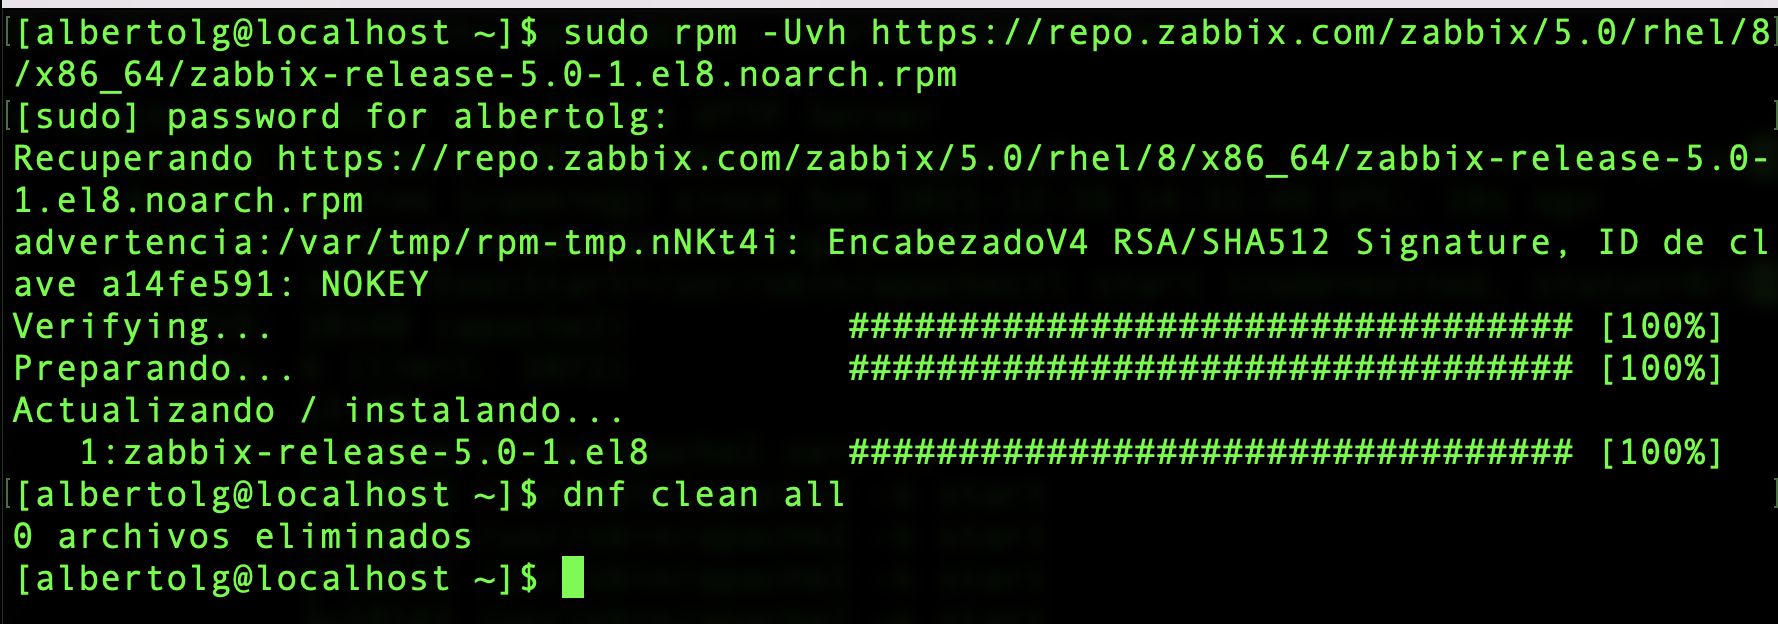 [albertolg@localhost ~]$ sudo rpm -Uvh https://repo.zabbix.com/zabbix/5.0/rhel/8
/x86_64/zabbix-release-5.0-1.el8.noarch.rpm
[sudo] password for albertolg:
Recuperando https://repo.zabbix.com/zabbix/5.0/rhel/8/x86_64/zabbix-release-5.0-
1.el8.noarch.rpm
advertencia:/var/tmp/rpm-tmp.nNKt4i: EncabezadoV4 RSA/SHA512 Signature, ID de cl
ave a14fe591: NOKEY
Verifying...                          ################################# [100%]
Preparando...                         ################################# [100%]
Actualizando / instalando...
   1:zabbix-release-5.0-1.el8         ################################# [100%]
[albertolg@localhost ~]$ dnf clean all
0 archivos eliminados
[albertolg@localhost ~]$